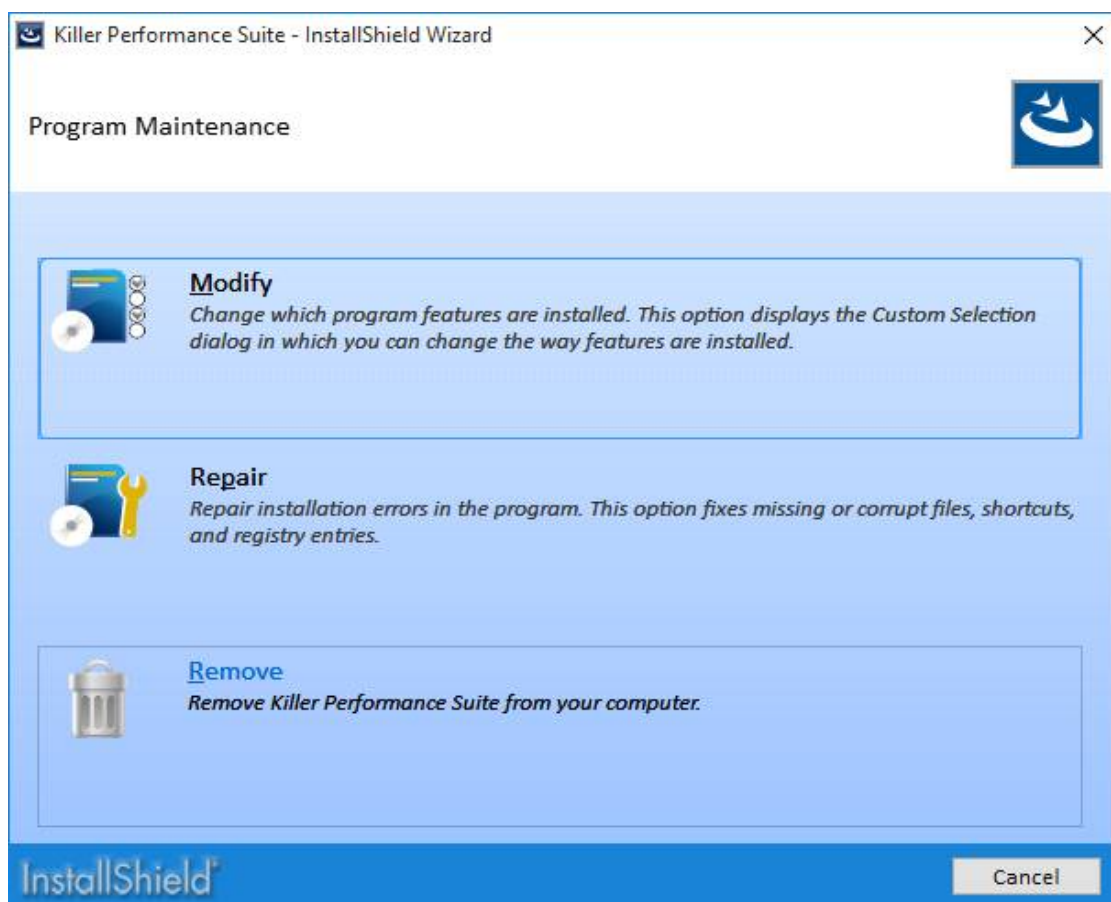 Killer Performance Suite - InstallShield Wizard
Program Maintenance
Modify
Change which program features are installed. This option displays the Custom Selection
dialog in which you can change the way features are installed.
Repair
Repair installation errors in the program. This option fixes missing or corrupt files, shortcuts,
and registry entries.
Remove
Remove Killer Performance Suite from your computer.
InstallShield®
Cancel